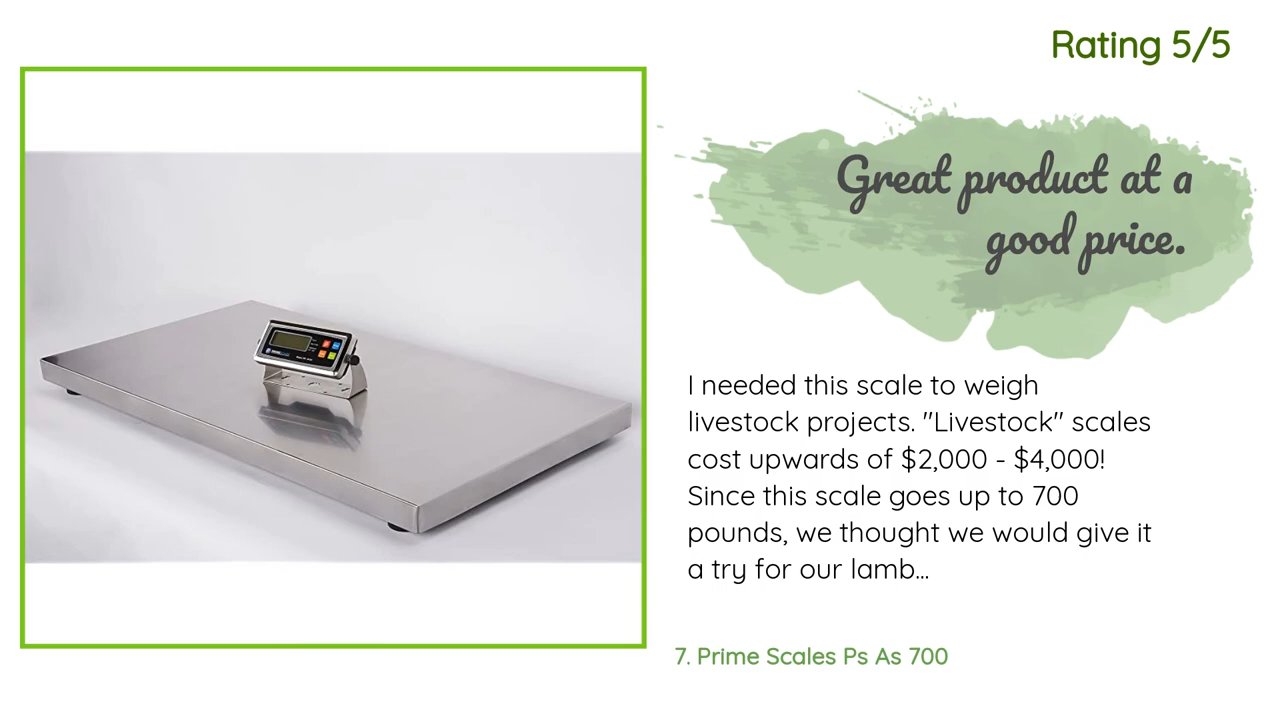 Rating 5/5
Great product at a
good price.
I needed this scale to weigh
livestock projects. "Livestock" scales
cost upwards of $2,000 - $4,000!
Since this scale goes up to 700
pounds, we thought we would give it
a try for our lamb...
7. Prime Scales Ps As 700